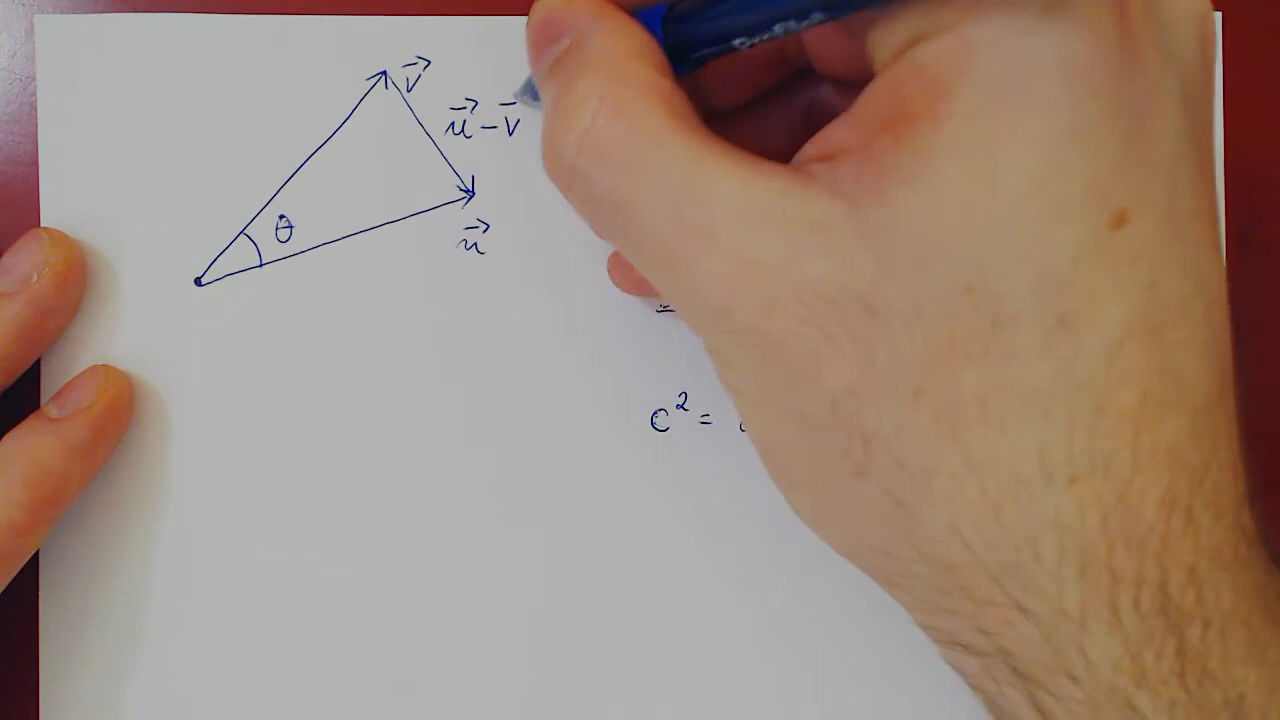 v⃗
u⃗ - v⃗
θ
u⃗
=
c² =